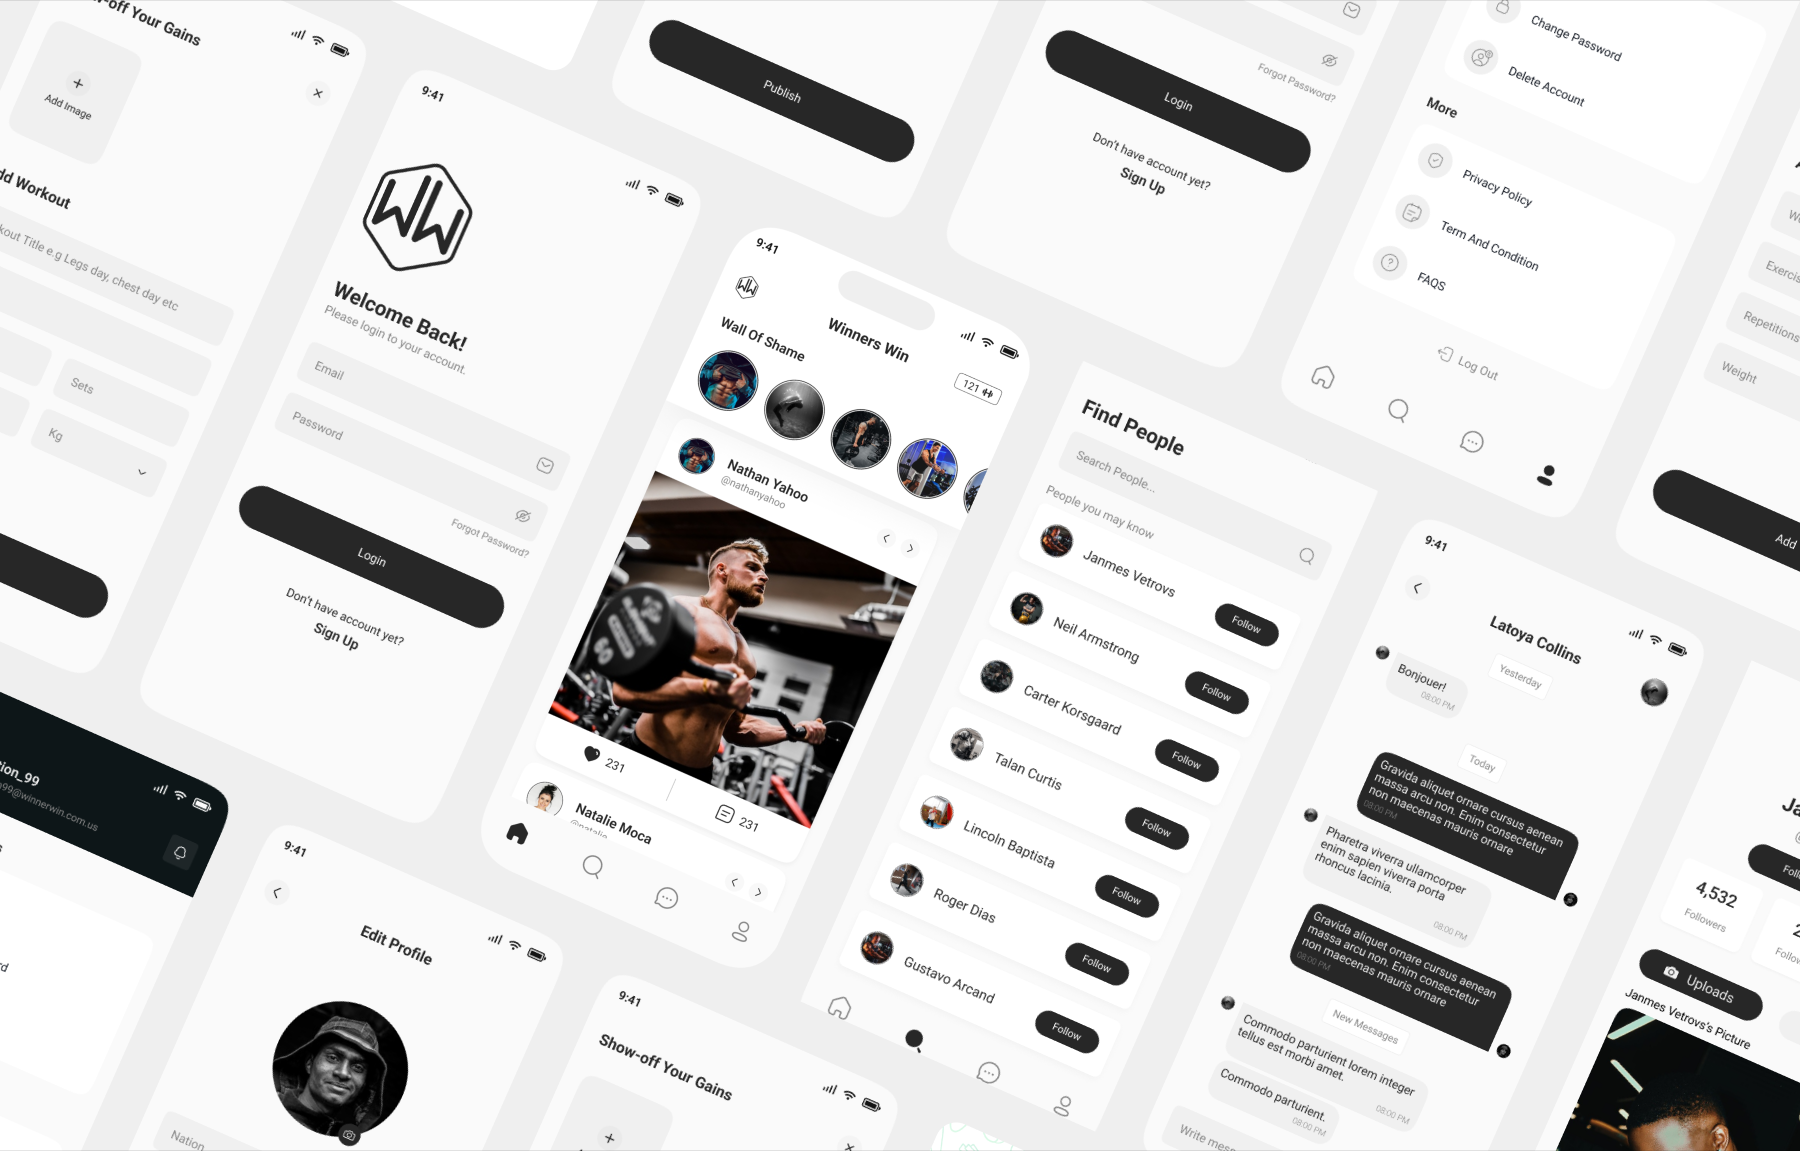 -off Your Gains
Add Image
dd Workout
kout Title e.g Legs day, chest day etc
Sets
Kg
9:41
WW
Welcome Back!
Please login to your account.
Email
Password
Forgot Password?
Login
Don't have account yet?
Sign Up
Publish
Forgot Password?
Login
Don't have account yet?
Sign Up
Change Password
Delete Account
More
Privacy Policy
Term And Condition
FAQS
Log Out
Exercis
Repetitions
Weight
Add
9:41
WW
Winners Win
Wall Of Shame
121
Nathan Yahoo
@nathanyahoo
231
231
Natalie Moca
@natalie
Find People
Search People...
People you may know
Janmes Vetrovs
Follow
Neil Armstrong
Follow
Carter Korsgaard
Follow
Talan Curtis
Follow
Lincoln Baptista
Follow
Roger Dias
Follow
Gustavo Arcand
Follow
9:41
Latoya Collins
Yesterday
Bonjouer!
08:00 PM
Today
Gravida aliquet ornare cursus aenean
massa arcu non. Enim consectetur
non maecenas mauris ornare
08:00 PM
Pharetra viverra ullamcorper
enim sapien viverra porta
rhoncus lacinia.
08:00 PM
Gravida aliquet ornare cursus aenean
massa arcu non. Enim consectetur
non maecenas mauris ornare
08:00 PM
New Messages
Commodo parturient lorem integer
tellus est morbi amet.
08:00 PM
Commodo parturient.
08:00 PM
Write mess
Ja
Foll
4,532
Followers
Follow
Uploads
Janmes Vetrovs's Picture
tion_99
n99@winnerwin.com.us
9:41
Edit Profile
Nation
9:41
Show-off Your Gains